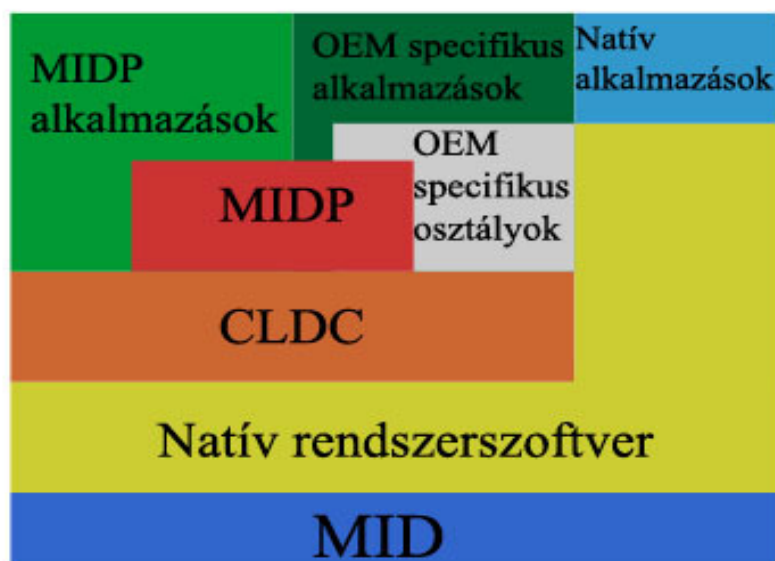 MIDP
alkalmazások
OEM specifikus
alkalmazások
Natív
alkalmazások
OEM
specifikus
osztályok
MIDP
CLDC
Natív rendszerszoftver
MID